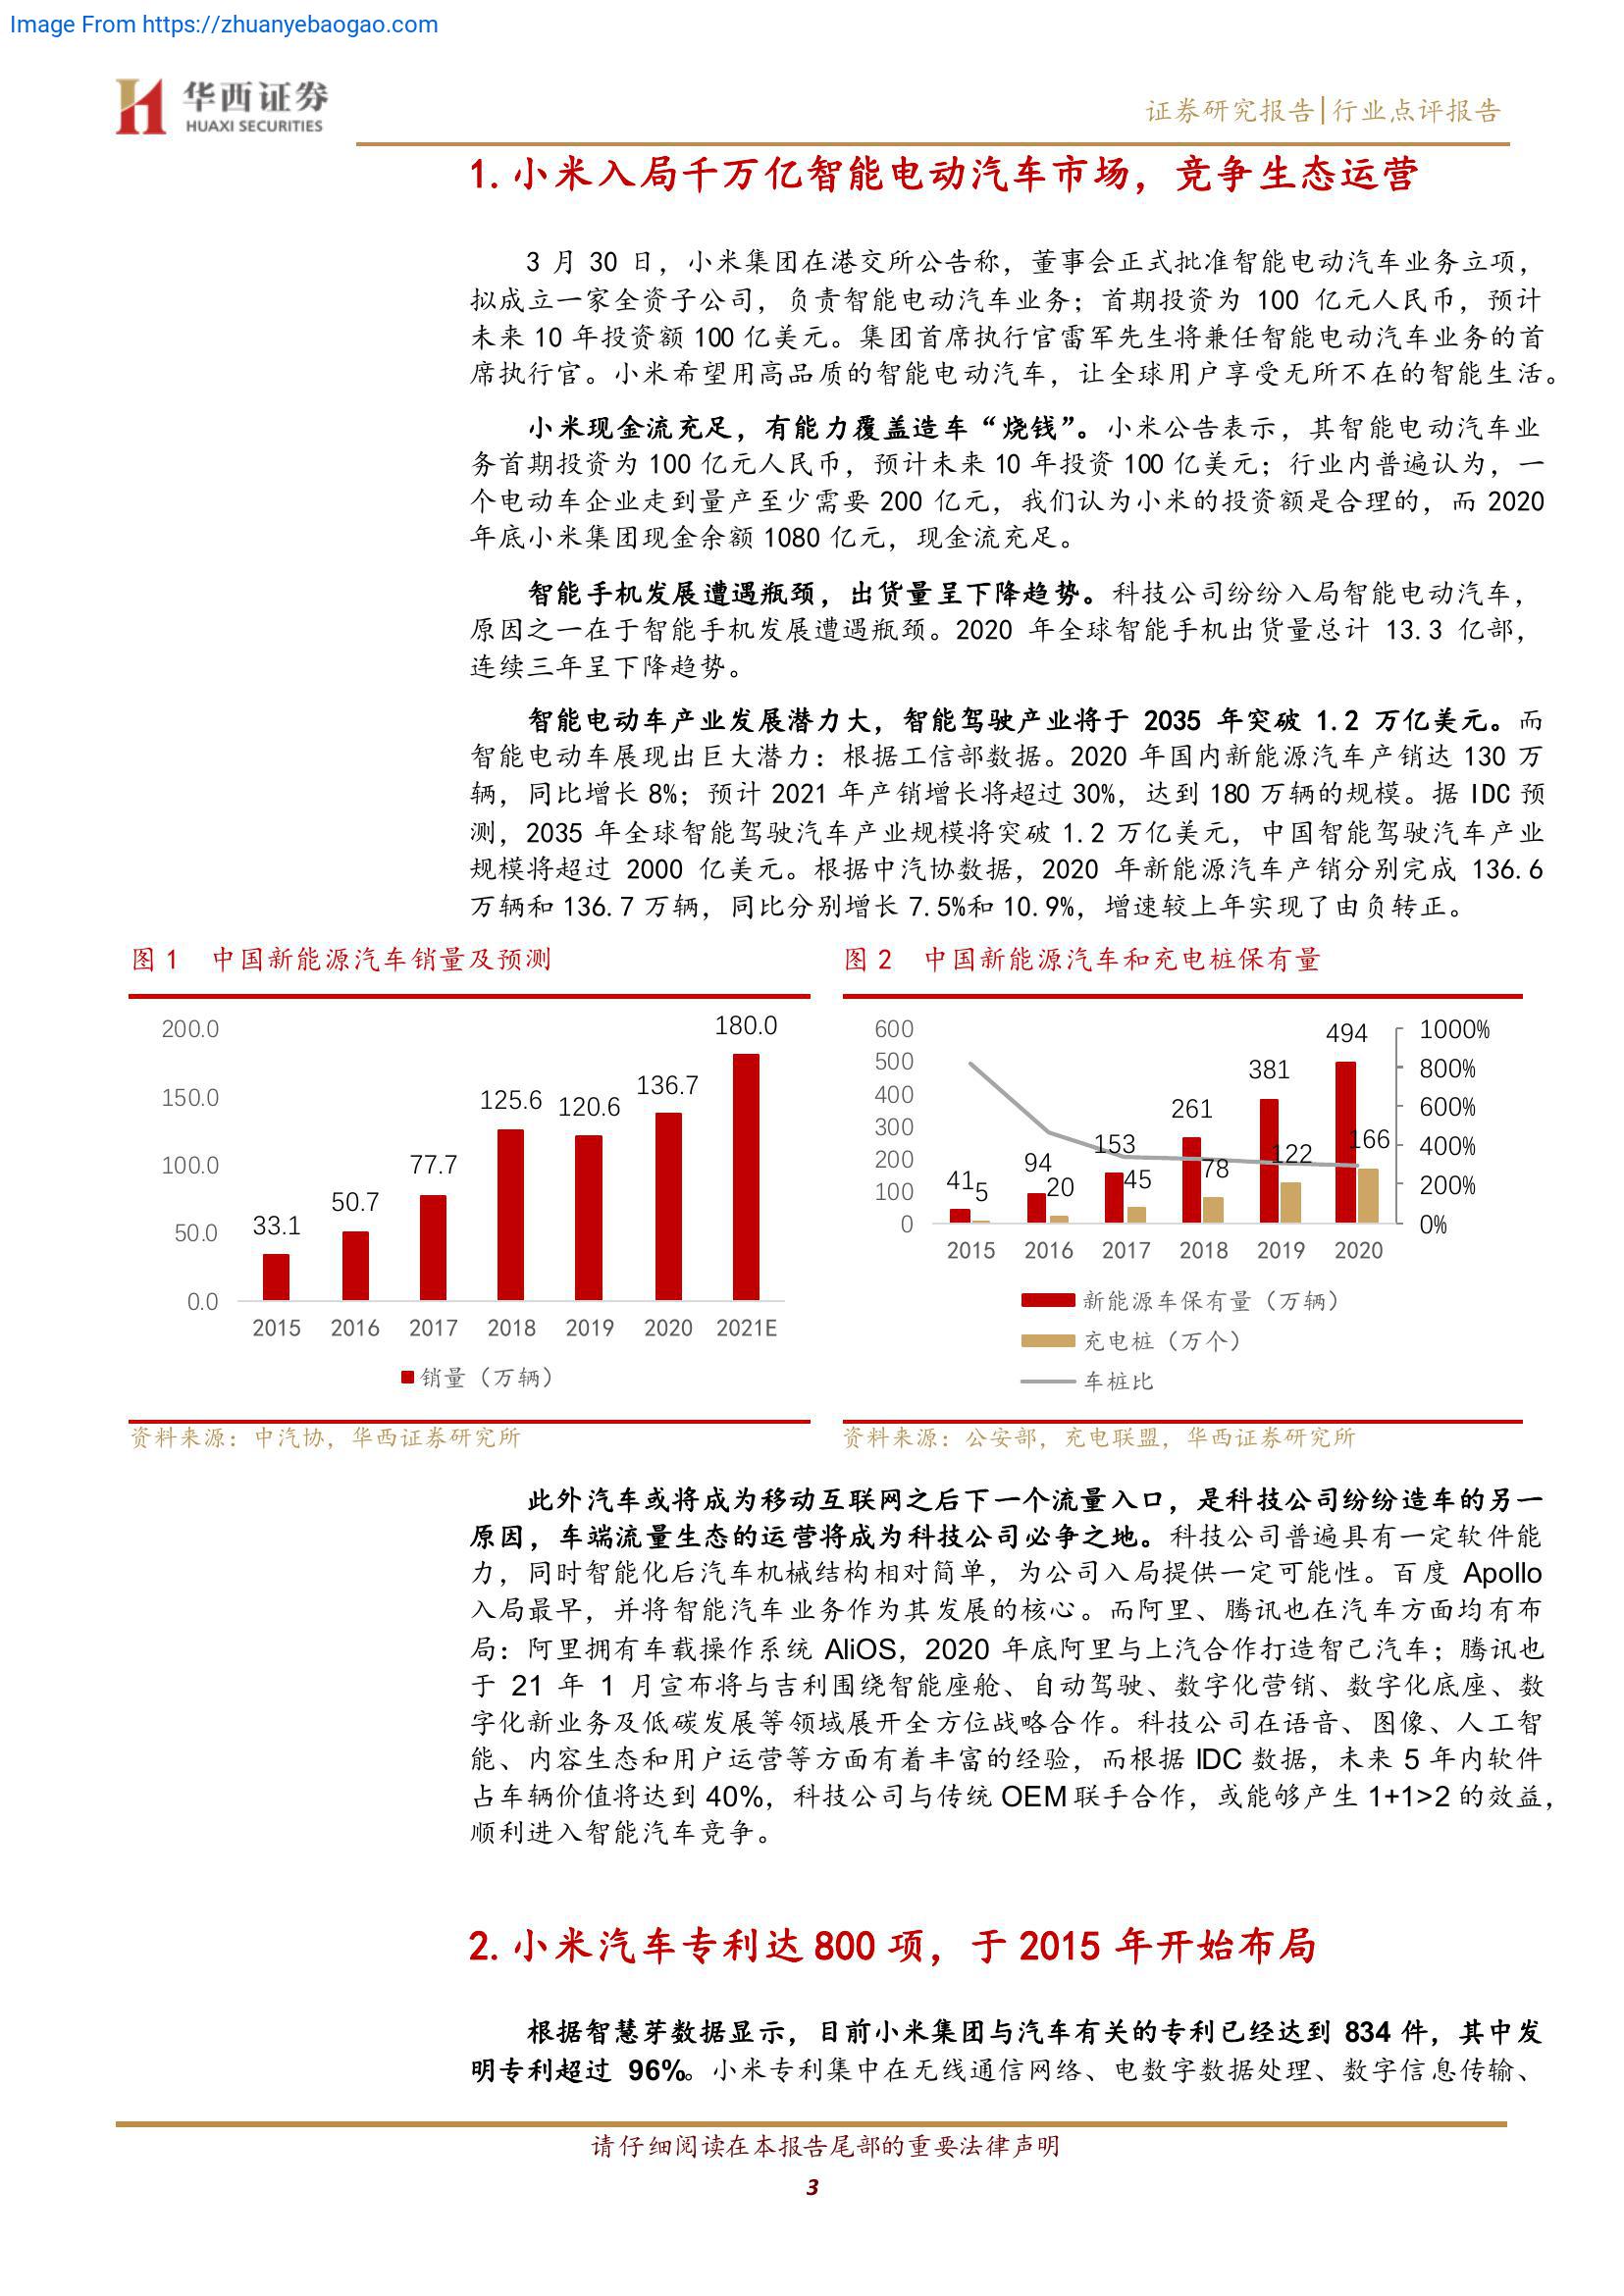 Image From https://zhuanyebaogao.com
华西证券
HUAXI SECURITIES
证券研究报告|行业点评报告
1. 小米入局千万亿智能电动汽车市场，竞争生态运营
3 月 30 日，小米集团在港交所公告称，董事会正式批准智能电动汽车业务立项，
拟成立一家全资子公司，负责智能电动汽车业务；首期投资为 100 亿元人民币，预计
未来 10 年投资额 100 亿美元。集团首席执行官雷军先生将兼任智能电动汽车业务的首
席执行官。小米希望用高品质的智能电动汽车，让全球用户享受无所不在的智能生活。
小米现金流充足，有能力覆盖造车“烧钱”。小米公告表示，其智能电动汽车业
务首期投资为 100 亿元人民币，预计未来 10 年投资 100 亿美元；行业内普遍认为，一
个电动车企业走到量产至少需要 200 亿元，我们认为小米的投资额是合理的，而 2020
年底小米集团现金余额 1080 亿元，现金流充足。
智能手机发展遭遇瓶颈，出货量呈下降趋势。科技公司纷纷入局智能电动汽车，
原因之一在于智能手机发展遭遇瓶颈。2020 年全球智能手机出货量总计 13.3 亿部，
连续三年呈下降趋势。
智能电动车产业发展潜力大，智能驾驶产业将于 2035 年突破 1.2 万亿美元。而
智能电动车展现出巨大潜力：根据工信部数据。2020 年国内新能源汽车产销达 130 万
辆，同比增长 8%；预计 2021 年产销增长将超过 30%，达到 180 万辆的规模。据 IDC 预
测，2035 年全球智能驾驶汽车产业规模将突破 1.2 万亿美元，中国智能驾驶汽车产业
规模将超过 2000 亿美元。根据中汽协数据，2020 年新能源汽车产销分别完成 136.6
万辆和 136.7 万辆，同比分别增长 7.5%和 10.9%，增速较上年实现了由负转正。
图 1 中国新能源汽车销量及预测
200.0
150.0
100.0
50.0
0.0
33.1
50.7
77.7
125.6
120.6
136.7
180.0
2015 2016 2017 2018 2019 2020 2021E
销量（万辆）
资料来源：中汽协，华西证券研究所
图 2 中国新能源汽车和充电桩保有量
600
500
400
300
200
100
0
41
5
94
20
153
45
261
78
381
122
494
166
1000%
800%
600%
400%
200%
0%
2015 2016 2017 2018 2019 2020
新能源车保有量（万辆）
充电桩（万个）
车桩比
资料来源：公安部，充电联盟，华西证券研究所
此外汽车或将成为移动互联网之后下一个流量入口，是科技公司纷纷造车的另一
原因，车端流量生态的运营将成为科技公司必争之地。科技公司普遍具有一定软件能
力，同时智能化后汽车机械结构相对简单，为公司入局提供一定可能性。百度 Apollo
入局最早，并将智能汽车业务作为其发展的核心。而阿里、腾讯也在汽车方面均有布
局：阿里拥有车载操作系统 AliOS，2020 年底阿里与上汽合作打造智己汽车；腾讯也
于 21 年 1 月宣布将与吉利围绕智能座舱、自动驾驶、数字化营销、数字化底座、数
字化新业务及低碳发展等领域展开全方位战略合作。科技公司在语音、图像、人工智
能、内容生态和用户运营等方面有着丰富的经验，而根据 IDC 数据，未来 5 年内软件
占车辆价值将达到 40%，科技公司与传统 OEM 联手合作，或能够产生 1+1>2 的效益，
顺利进入智能汽车竞争。
2. 小米汽车专利达 800 项，于 2015 年开始布局
根据智慧芽数据显示，目前小米集团与汽车有关的专利已经达到 834 件，其中发
明专利超过 96%。小米专利集中在无线通信网络、电数字数据处理、数字信息传输、
请仔细阅读在本报告尾部的重要法律声明
3